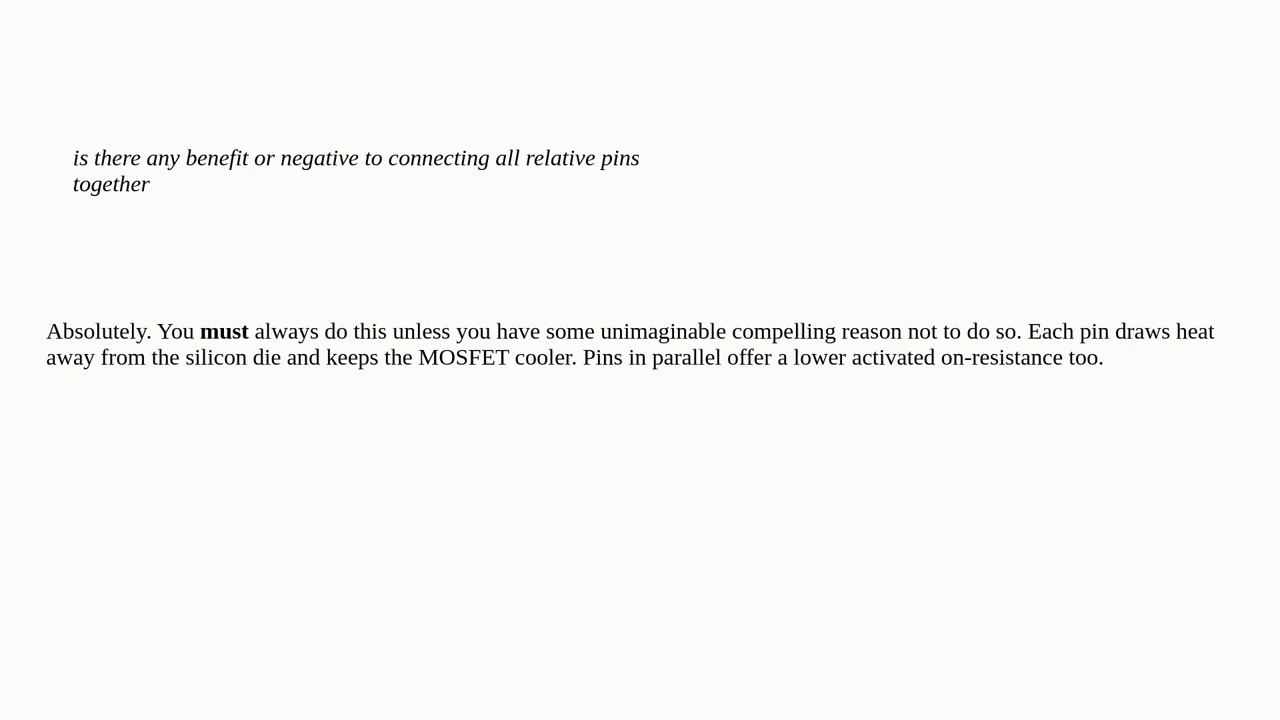 is there any benefit or negative to connecting all relative pins
together
Absolutely. You must always do this unless you have some unimaginable compelling reason not to do so. Each pin draws heat
away from the silicon die and keeps the MOSFET cooler. Pins in parallel offer a lower activated on-resistance too.